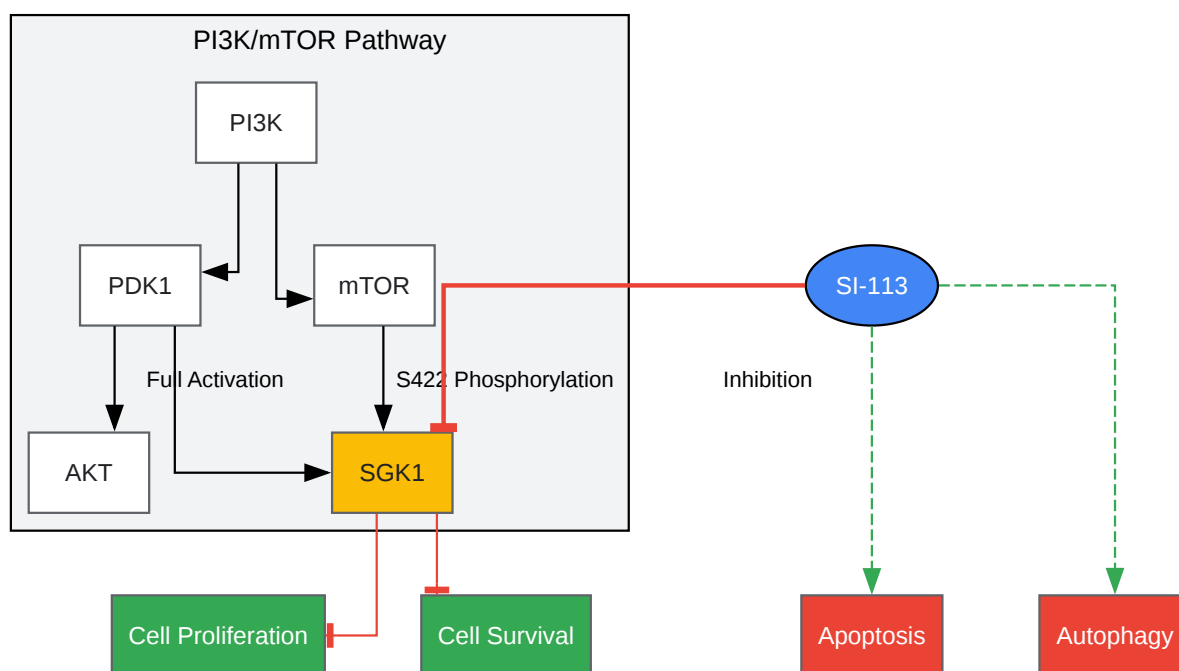 PI3K/mTOR Pathway
PI3K
PDK1
mTOR
SI-113
Full Activation
S422 Phosphorylation
Inhibition
AKT
SGK1
Cell Proliferation
Cell Survival
Apoptosis
Autophagy